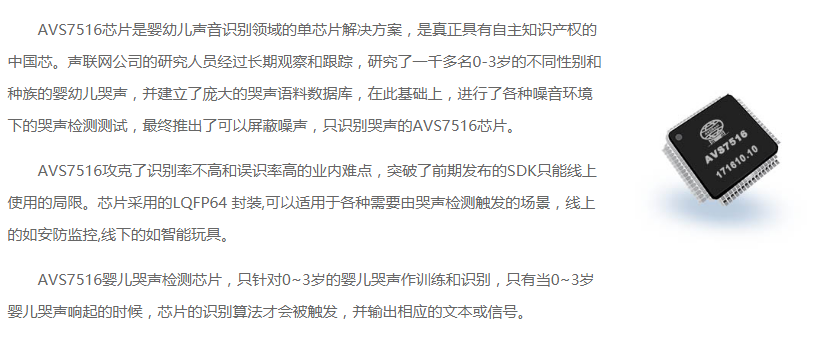 AVS7516芯片是婴幼儿声音识别领域的单芯片解决方案，是真正具有自主知识产权的
中国芯。声联网公司的研究人员经过长期观察和跟踪，研究了一千多名0-3岁的不同性别和
种族的婴幼儿哭声，并建立了庞大的哭声语料数据库，在此基础上，进行了各种噪音环境
下的哭声检测测试，最终推出了可以屏蔽噪声，只识别哭声的AVS7516芯片。
AVS7516攻克了识别率不高和误识率高的业内难点，突破了前期发布的SDK只能线上
使用的局限。芯片采用的LQFP64 封装,可以适用于各种需要由哭声检测触发的场景，线上
的如安防监控,线下的如智能玩具。
AVS7516婴儿哭声检测芯片，只针对0~3岁的婴儿哭声作训练和识别，只有当0~3岁
婴儿哭声响起的时候，芯片的识别算法才会被触发，并输出相应的文本或信号。
AVS7516
171610.10